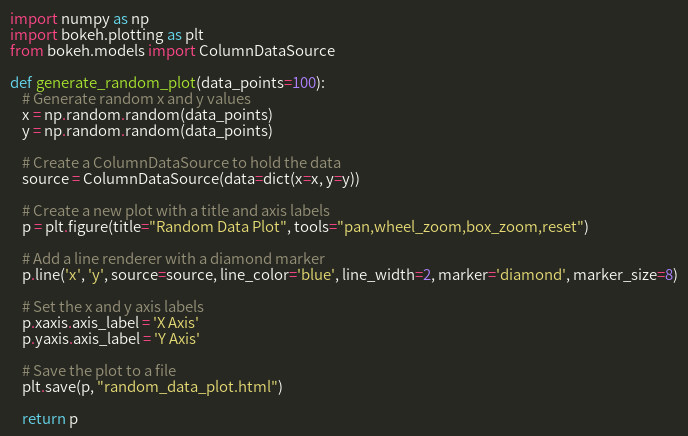 import numpy as np
import bokeh.plotting as plt
from bokeh.models import ColumnDataSource

def generate_random_plot(data_points=100):
    # Generate random x and y values
    x = np.random.random(data_points)
    y = np.random.random(data_points)

    # Create a ColumnDataSource to hold the data
    source = ColumnDataSource(data=dict(x=x, y=y))

    # Create a new plot with a title and axis labels
    p = plt.figure(title="Random Data Plot", tools="pan,wheel_zoom,box_zoom,reset")

    # Add a line renderer with a diamond marker
    p.line('x', 'y', source=source, line_color='blue', line_width=2, marker='diamond', marker_size=8)

    # Set the x and y axis labels
    p.xaxis.axis_label = 'X Axis'
    p.yaxis.axis_label = 'Y Axis'

    # Save the plot to a file
    plt.save(p, "random_data_plot.html")

    return p